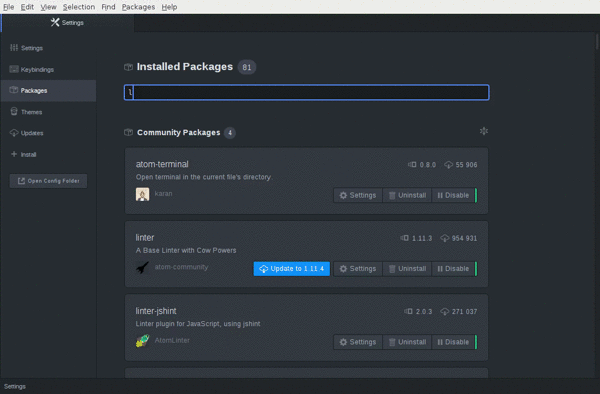 File Edit View Selection Find Packages Help
Settings
Settings
Keybindings
Packages
Themes
Updates
Install
Open Config Folder
Installed Packages 81
l
Community Packages 4
atom-terminal 0.8.0 55 906
Open terminal in the current file's directory.
karan Settings Uninstall Disable
linter 1.11.3 954 931
A Base Linter with Cow Powers
atom-community Update to 1.11.4 Settings Uninstall Disable
linter-jshint 2.0.3 271 037
Linter plugin for JavaScript, using jshint
AtomLinter Settings Uninstall Disable
Settings